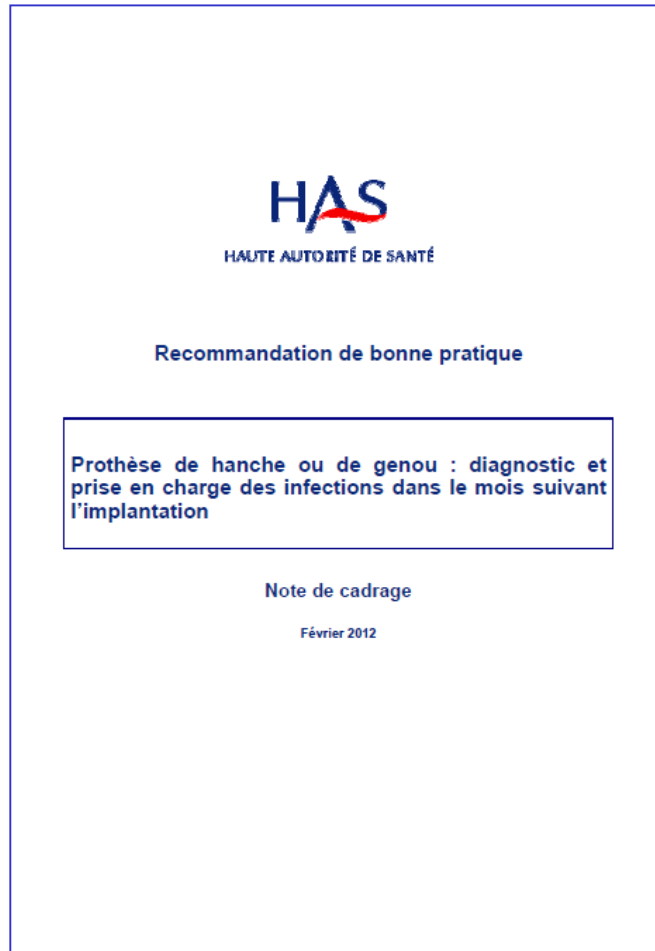 HAS
HAUTE AUTORITÉ DE SANTÉ
Recommandation de bonne pratique
Prothèse de hanche ou de genou : diagnostic et
prise en charge des infections dans le mois suivant
l'implantation
Note de cadrage
Février 2012